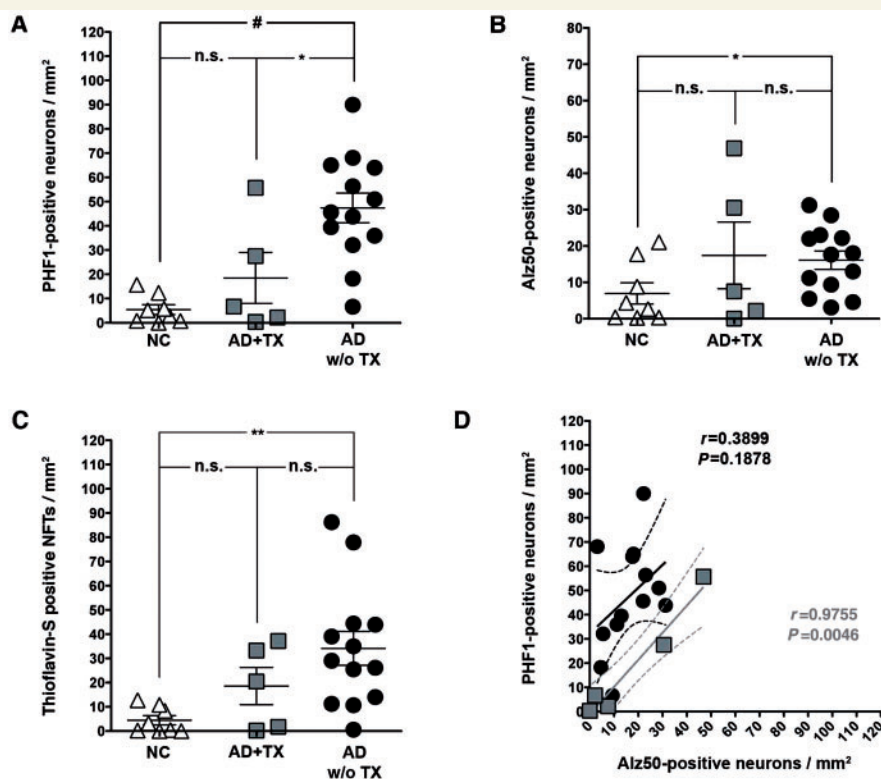 A
PHF1-positive neurons / mm²
120
110
100
90
80
70
60
50
40
30
20
10
0
#
n.s.
*
NC
AD+TX
AD
w/o TX
B
Alz50-positive neurons / mm²
80
70
60
50
40
30
20
10
0
*
n.s.
n.s.
NC
AD+TX
AD
w/o TX
C
Thioflavin-S positive NFTs / mm²
120
110
100
90
80
70
60
50
40
30
20
10
0
**
n.s.
n.s.
NC
AD+TX
AD
w/o TX
D
PHF1-positive neurons / mm²
120
110
100
90
80
70
60
50
40
30
20
10
0
r=0.3899
P=0.1878
r=0.9755
P=0.0046
0 10 20 30 40 50 60 70 80 90 100 110 120
Alz50-positive neurons / mm²